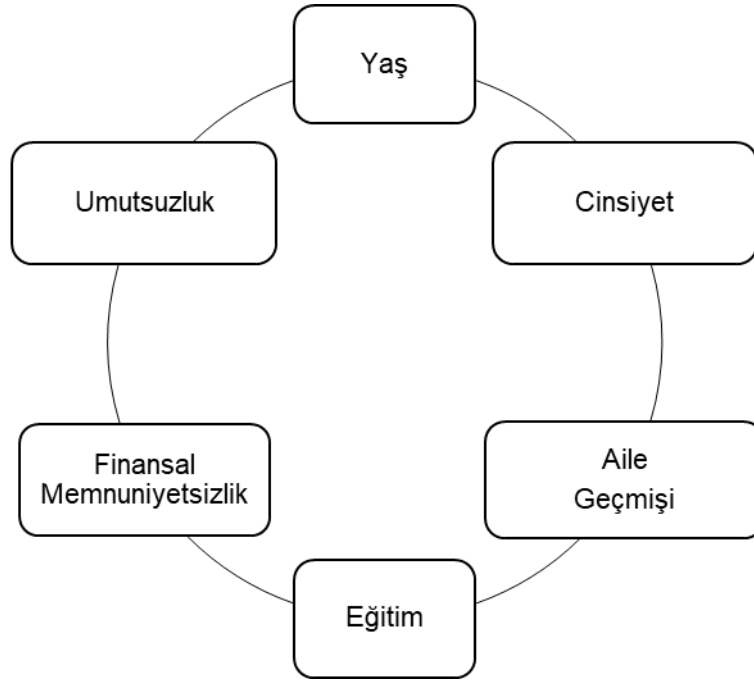 Yaş
Cinsiyet
Aile
Geçmişi
Eğitim
Finansal
Memnuniyetsizlik
Umutsuzluk